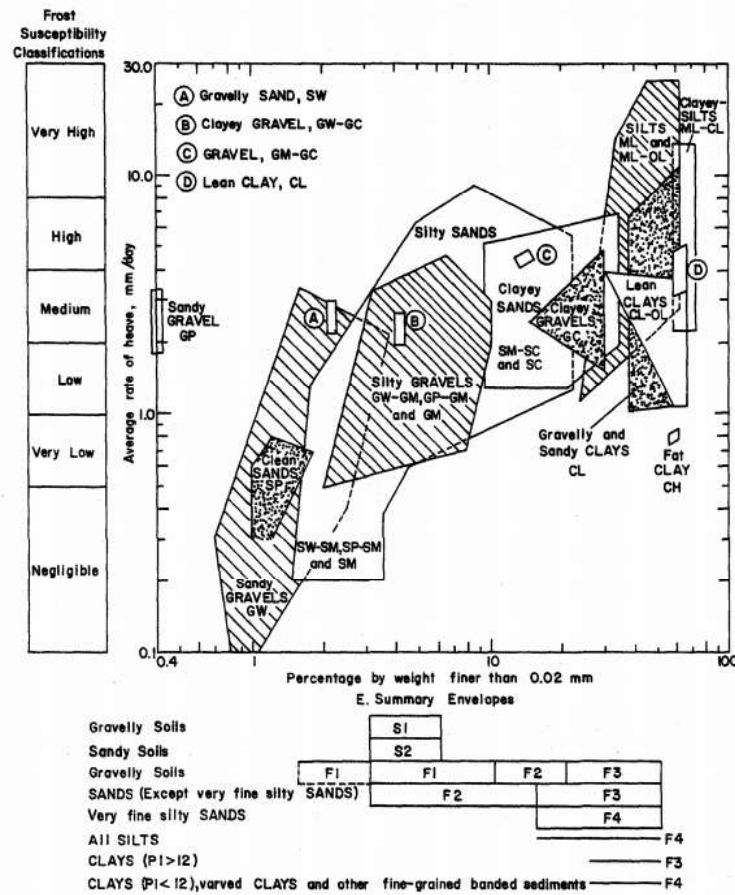 Frost
Susceptibility
Classifications
Very High
High
Medium
Low
Very Low
Negligible
Average rate of heave, mm/day
30.0
10.0
1.0
0.1
0.4
1
10
100
Percentage by weight finer than 0.02 mm
E. Summary Envelopes
A Gravelly SAND, SW
B Clayey GRAVEL, GW-GC
C GRAVEL, GM-GC
D Lean CLAY, CL
Sandy
GRAVEL
GP
A
B
C
D
Silty SANDS
Clayey
SANDS
SM-SC
and SC
Clayey
GRAVELS
GC
SILTS
ML and
ML-OL
Clayey-
SILTS
ML-CL
Lean
CLAYS
CL-OL
Silty GRAVELS
GW-GM, GP-GM
and GM
Gravelly and
Sandy CLAYS
CL
Fat
CLAY
CH
Clean
SANDS
SP
SW-SM, SP-SM
and SM
Sandy
GRAVELS
GW
Gravelly Soils S1
Sandy Soils S2
Gravelly Soils F1 F1 F2 F3
SANDS (Except very fine silty SANDS) F2 F3
Very fine silty SANDS F4
All SILTS F4
CLAYS (PI>12) F3
CLAYS (PI<12), varved CLAYS and other fine-grained banded sediments F4